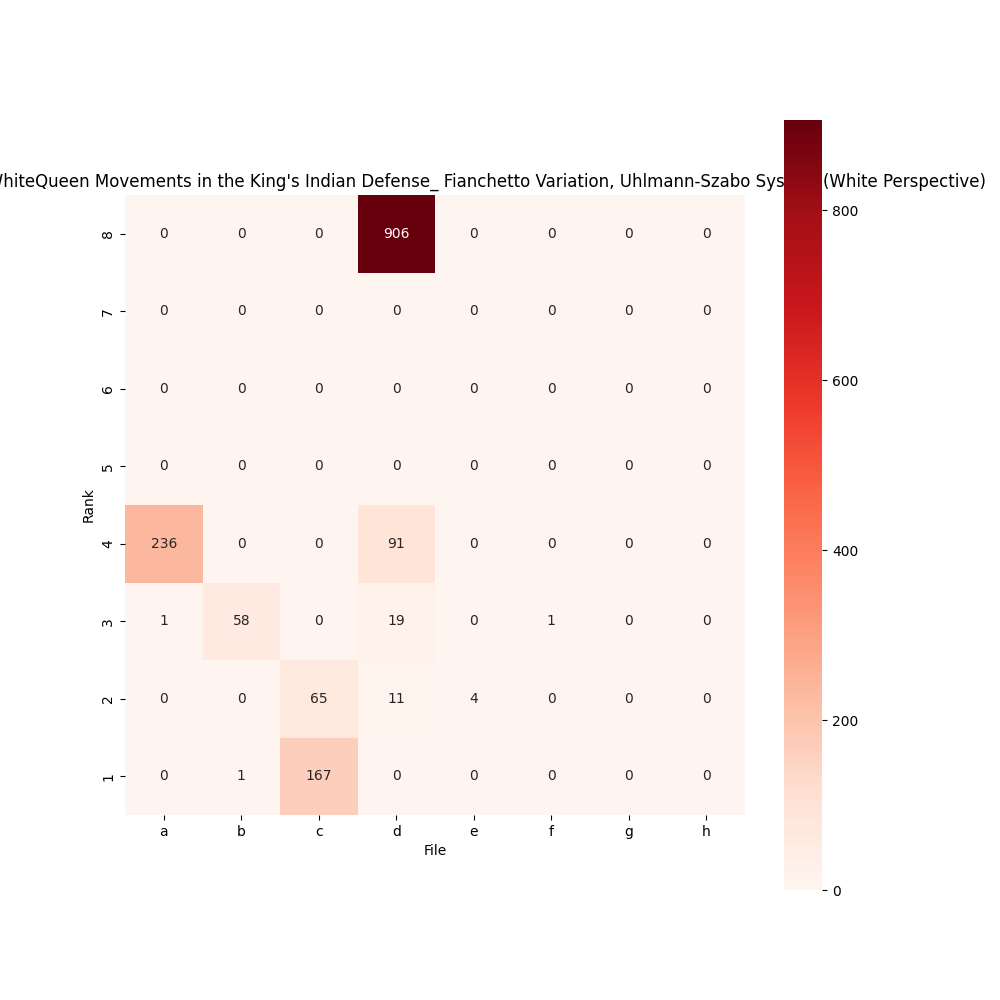 WhiteQueen Movements in the King's Indian Defense_ Fianchetto Variation, Uhlmann-Szabo Sys (White Perspective)
800
8 0 0 0 906 0 0 0 0
7 0 0 0 0 0 0 0 0
600
6 0 0 0 0 0 0 0 0
5 0 0 0 0 0 0 0 0
Rank
4 236 0 0 91 0 0 0 0
400
3 1 58 0 19 0 1 0 0
2 0 0 65 11 4 0 0 0
200
1 0 1 167 0 0 0 0 0
a b c d e f g h
File
0